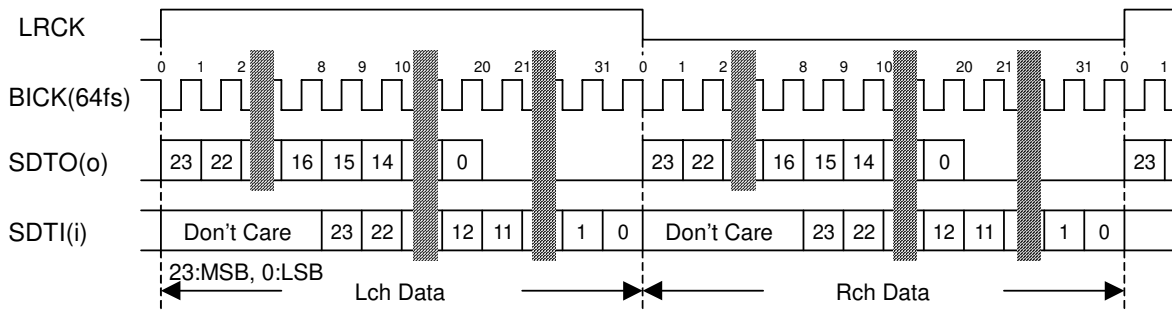 LRCK
0 1 2 8 9 10 20 21 31 0 1 2 8 9 10 20 21 31 0 1
BICK(64fs)
SDTO(o) 23 22 16 15 14 0 23 22 16 15 14 0 23
SDTI(i) Don't Care 23 22 12 11 1 0 Don't Care 23 22 12 11 1 0
23:MSB, 0:LSB
Lch Data Rch Data